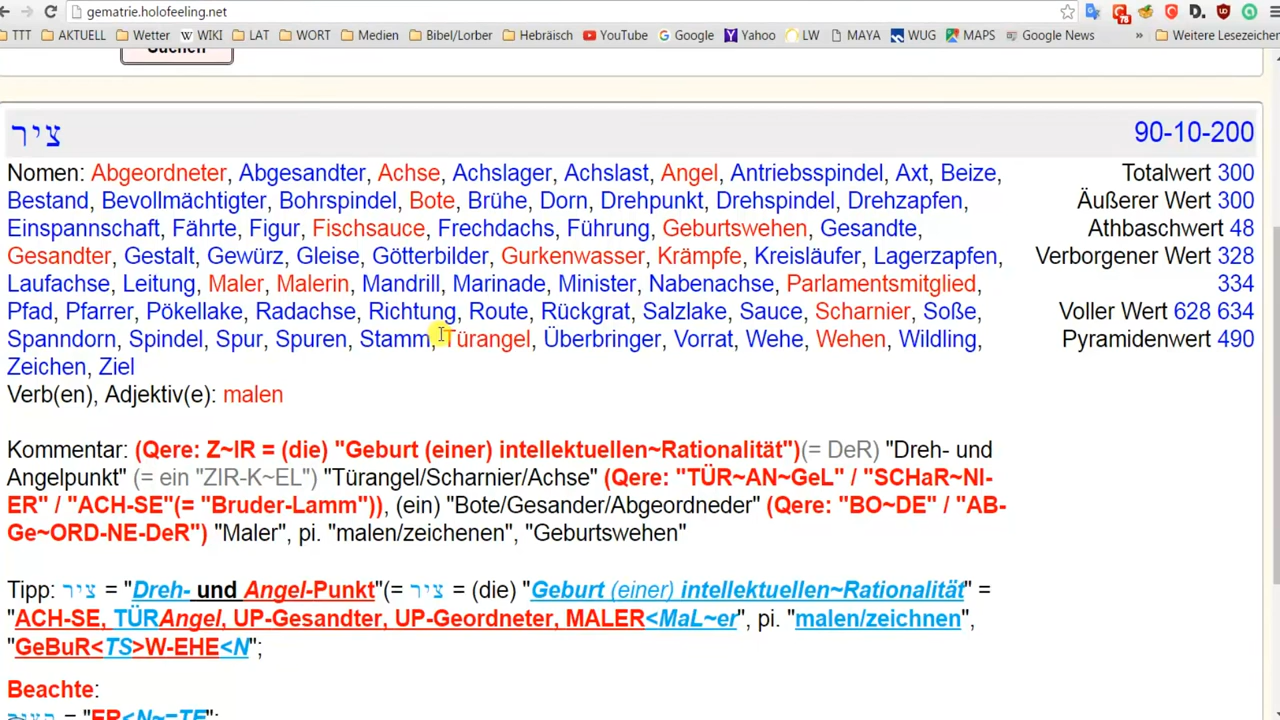 gematrie.holofeeling.net
TTT AKTUELL Wetter WIKI LAT WORT Medien Bibel/Lorber Hebräisch YouTube Google Yahoo LW MAYA WUG MAPS Google News » Weitere Lesezeichen
Suchen
ציר 90-10-200
Nomen: Abgeordneter, Abgesandter, Achse, Achslager, Achslast, Angel, Antriebsspindel, Axt, Beize, Totalwert 300
Bestand, Bevollmächtigter, Bohrspindel, Bote, Brühe, Dorn, Drehpunkt, Drehspindel, Drehzapfen, Äußerer Wert 300
Einspannschaft, Fährte, Figur, Fischsauce, Frechdachs, Führung, Geburtswehen, Gesandte, Athbaschwert 48
Gesandter, Gestalt, Gewürz, Gleise, Götterbilder, Gurkenwasser, Krämpfe, Kreisläufer, Lagerzapfen, Verborgener Wert 328
Laufachse, Leitung, Maler, Malerin, Mandrill, Marinade, Minister, Nabenachse, Parlamentsmitglied, 334
Pfad, Pfarrer, Pökellake, Radachse, Richtung, Route, Rückgrat, Salzlake, Sauce, Scharnier, Soße, Voller Wert 628 634
Spanndorn, Spindel, Spur, Spuren, Stamm, Türangel, Überbringer, Vorrat, Wehe, Wehen, Wildling, Pyramidenwert 490
Zeichen, Ziel
Verb(en), Adjektiv(e): malen
Kommentar: (Qere: Z~IR = (die) "Geburt (einer) intellektuellen~Rationalität")(= DeR) "Dreh- und
Angelpunkt" (= ein "ZIR-K~EL") "Türangel/Scharnier/Achse" (Qere: "TÜR~AN~GeL" / "SCHaR~NI-
ER" / "ACH-SE"(= "Bruder-Lamm")), (ein) "Bote/Gesander/Abgeordneder" (Qere: "BO~DE" / "AB-
Ge~ORD-NE-DeR") "Maler", pi. "malen/zeichenen", "Geburtswehen"
Tipp: ציר = "Dreh- und Angel-Punkt"(= ציר = (die) "Geburt (einer) intellektuellen~Rationalität" =
"ACH-SE, TÜRAngel, UP-Gesandter, UP-Geordneter, MALER<MaL~er", pi. "malen/zeichnen",
"GeBuR<TS>W-EHE<N";
Beachte:
= "ER<N~=TE";